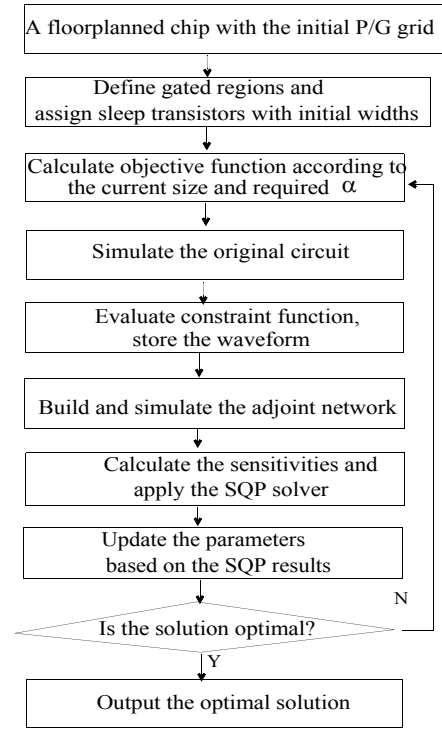 A floorplanned chip with the initial P/G grid
Define gated regions and
assign sleep transistors with initial widths
Calculate objective function according to
the current size and required α
Simulate the original circuit
Evaluate constraint function,
store the waveform
Build and simulate the adjoint network
Calculate the sensitivities and
apply the SQP solver
Update the parameters
based on the SQP results
N
Is the solution optimal?
Y
Output the optimal solution